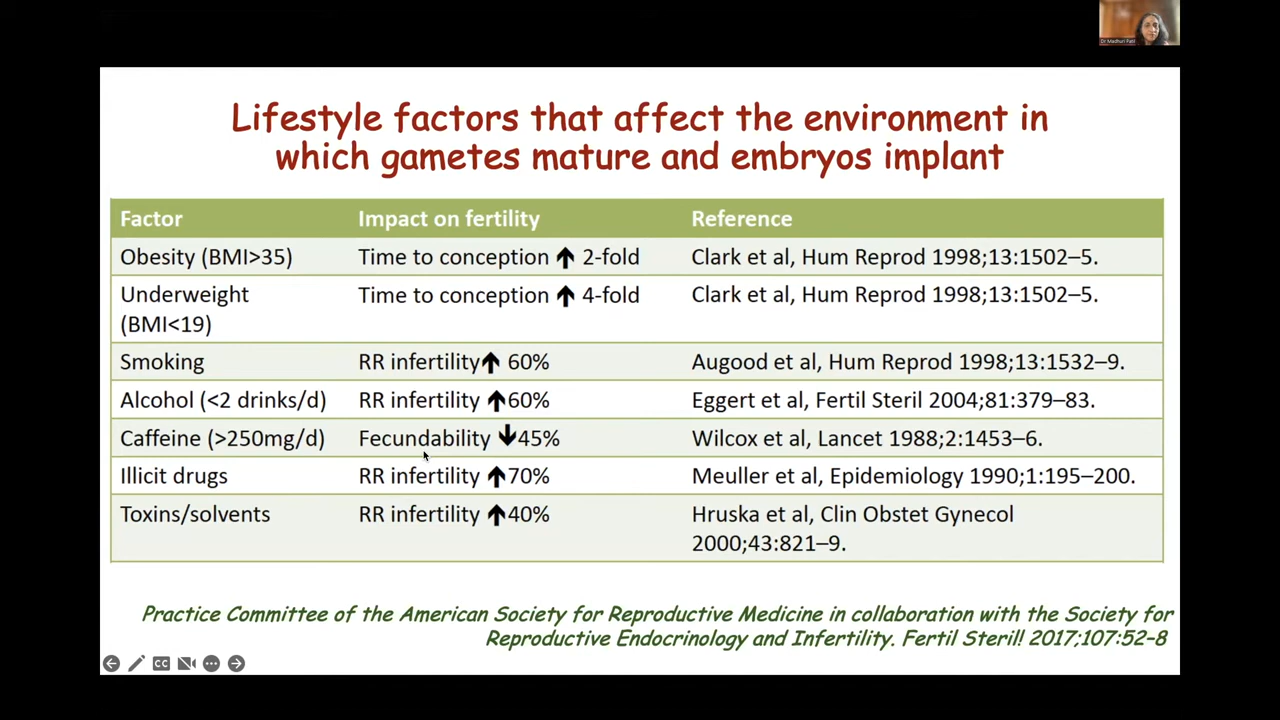 Dr Madhuri Patil
Lifestyle factors that affect the environment in
which gametes mature and embryos implant
Factor Impact on fertility Reference
Obesity (BMI>35) Time to conception ↑ 2-fold Clark et al, Hum Reprod 1998;13:1502–5.
Underweight Time to conception ↑ 4-fold Clark et al, Hum Reprod 1998;13:1502–5.
(BMI<19)
Smoking RR infertility↑ 60% Augood et al, Hum Reprod 1998;13:1532–9.
Alcohol (<2 drinks/d) RR infertility ↑60% Eggert et al, Fertil Steril 2004;81:379–83.
Caffeine (>250mg/d) Fecundability ↓45% Wilcox et al, Lancet 1988;2:1453–6.
Illicit drugs RR infertility ↑70% Meuller et al, Epidemiology 1990;1:195–200.
Toxins/solvents RR infertility ↑40% Hruska et al, Clin Obstet Gynecol
2000;43:821–9.
Practice Committee of the American Society for Reproductive Medicine in collaboration with the Society for
Reproductive Endocrinology and Infertility. Fertil Steril! 2017;107:52–8
CC